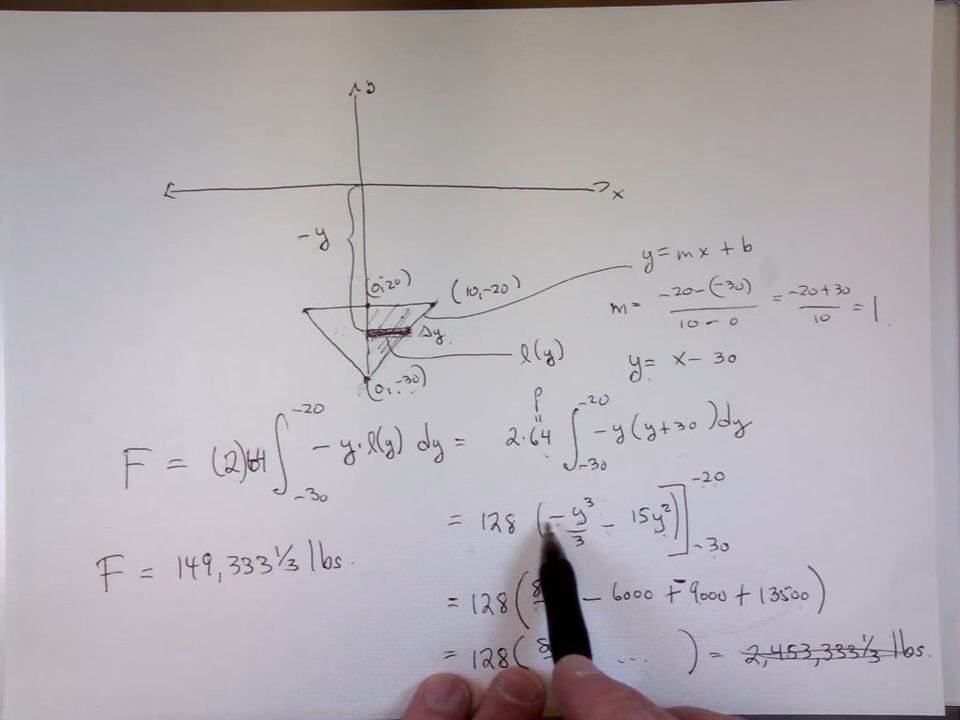 y
x
-y
(0,-20)
(10,-20)
Δy
l(y)
(0,-30)
y = mx + b
m = -20-(-30) / 10-0 = -20+30 / 10 = 1
y = x - 30
F = (2)64 ∫_{-30}^{-20} -y·l(y) dy = 2·64 ∫_{-30}^{-20} -y(y+30)dy
ρ
"
= 128 (-y³/3 - 15y²)]_{-30}^{-20}
F = 149,333⅓ lbs.
= 128( - 6000 + -9000 + 13500)
= 128( ... ) = 2,453,333⅓ lbs.